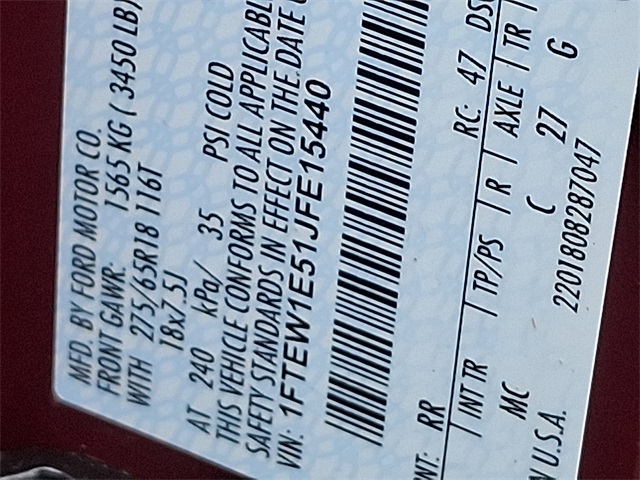 MFD. BY FORD MOTOR CO.
FRONT GAWR: 1565 KG ( 3450 LB)
WITH 275/65R18 116T
18x7.5J
AT 240 kPa/ 35 PSI COLD
THIS VEHICLE CONFORMS TO ALL APPLICABL
SAFETY STANDARDS IN EFFECT ON THE DATE
VIN: 1FTEW1E51JFE15440
NT: RR RC: 47 DS
INT TR TP/PS R AXLE TR
MC C 27 G
N U.S.A. 2201808287047